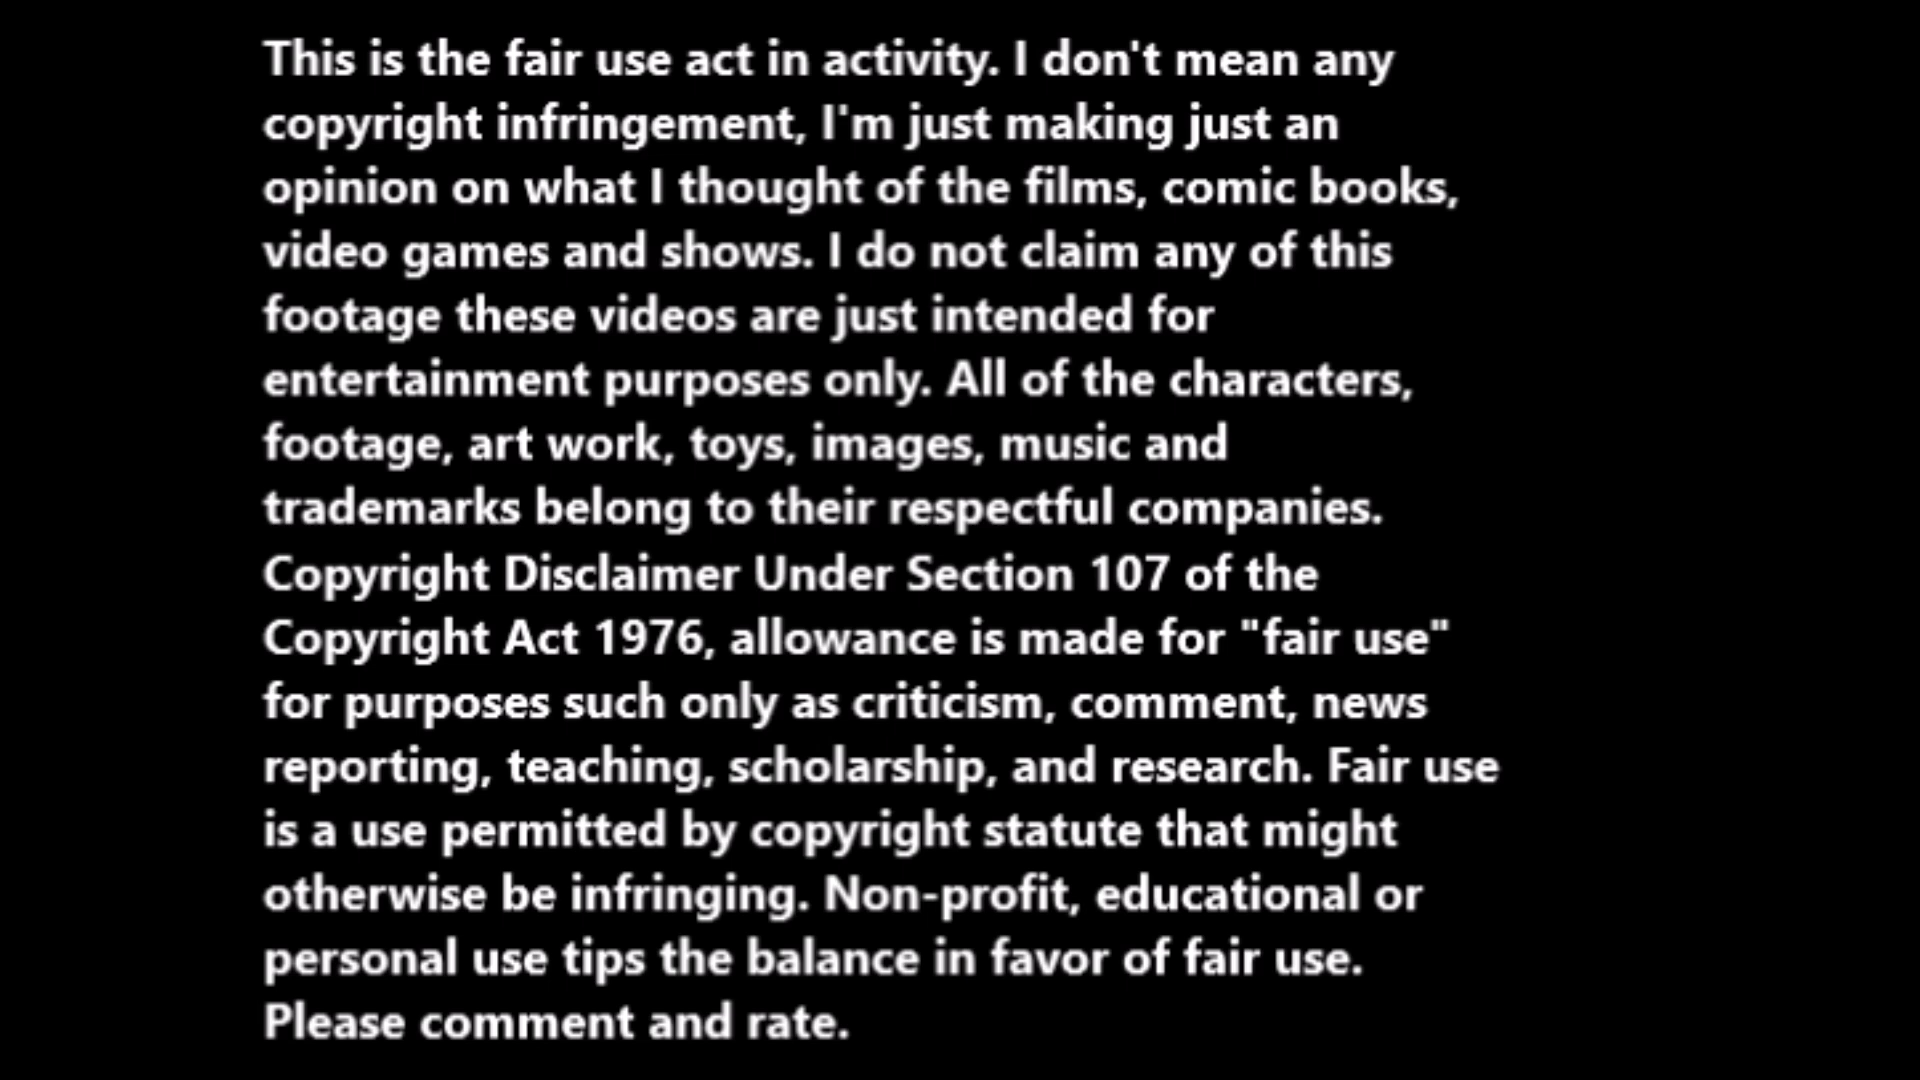 This is the fair use act in activity. I don't mean any
copyright infringement, I'm just making just an
opinion on what I thought of the films, comic books,
video games and shows. I do not claim any of this
footage these videos are just intended for
entertainment purposes only. All of the characters,
footage, art work, toys, images, music and
trademarks belong to their respectful companies.
Copyright Disclaimer Under Section 107 of the
Copyright Act 1976, allowance is made for "fair use"
for purposes such only as criticism, comment, news
reporting, teaching, scholarship, and research. Fair use
is a use permitted by copyright statute that might
otherwise be infringing. Non-profit, educational or
personal use tips the balance in favor of fair use.
Please comment and rate.